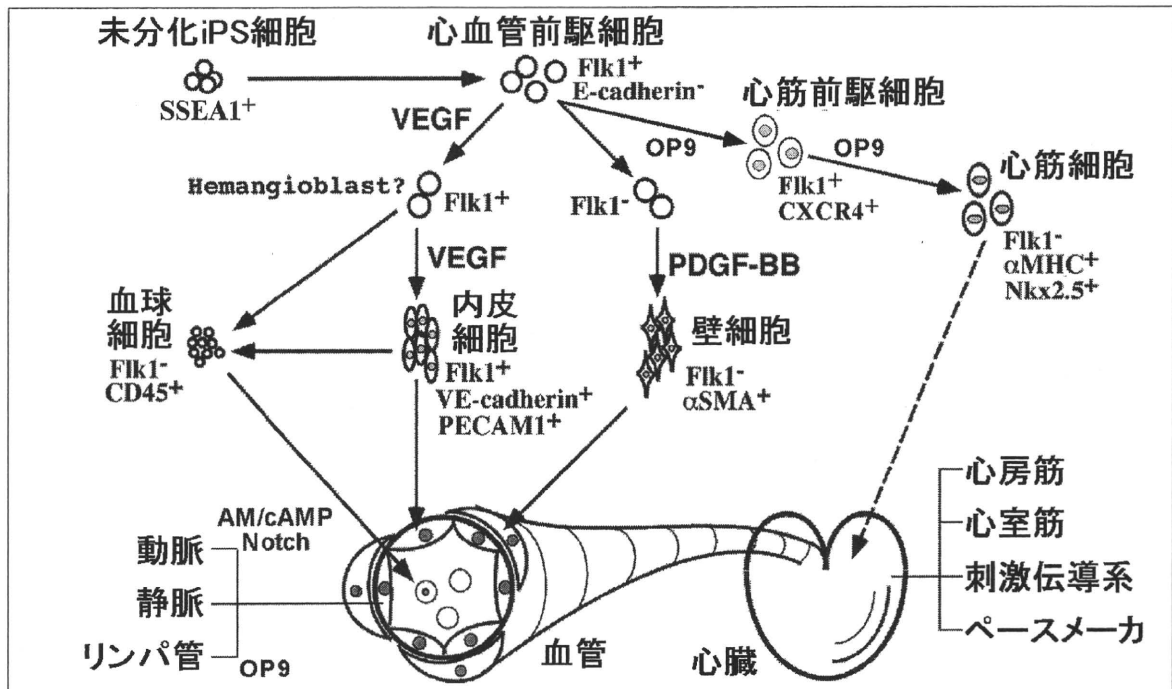 未分化iPS細胞
SSEA1+
心血管前駆細胞
Flk1+
E-cadherin-
VEGF
OP9
心筋前駆細胞
Flk1+
CXCR4+
OP9
心筋細胞
Flk1-
αMHC+
Nkx2.5+
Hemangioblast?
Flk1+
Flk1-
VEGF
PDGF-BB
血球
細胞
Flk1-
CD45+
内皮
細胞
Flk1+
VE-cadherin+
PECAM1+
壁細胞
Flk1-
αSMA+
AM/cAMP
Notch
動脈
静脈
リンパ管
OP9
血管
心臓
心房筋
心室筋
刺激伝導系
ペースメーカ